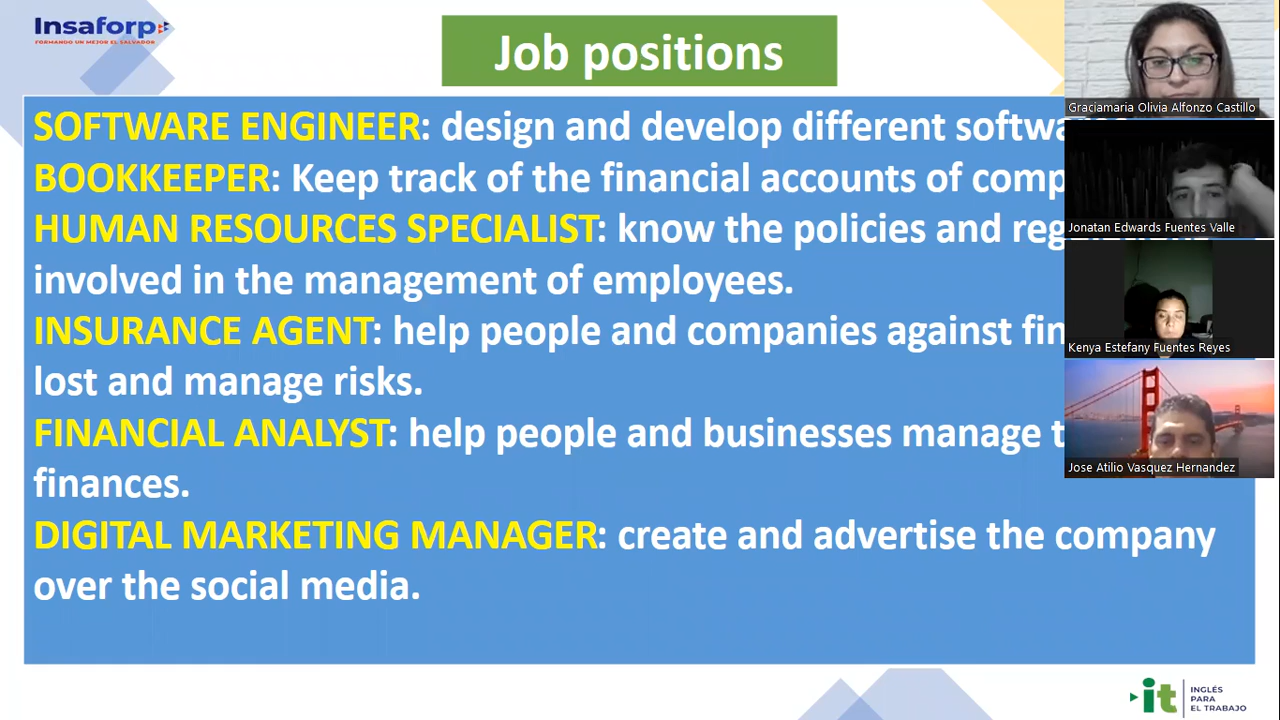 Insaforp
FORMANDO UN MEJOR EL SALVADOR
Job positions
SOFTWARE ENGINEER: design and develop different
BOOKKEEPER: Keep track of the financial accounts of
HUMAN RESOURCES SPECIALIST: know the policies and
involved in the management of employees.
INSURANCE AGENT: help people and companies against
lost and manage risks.
FINANCIAL ANALYST: help people and businesses manage
finances.
DIGITAL MARKETING MANAGER: create and advertise the company
over the social media.
Graciamaria Olivia Alfonzo Castillo
Jonatan Edwards Fuentes Valle
Kenya Estefany Fuentes Reyes
Jose Atilio Vasquez Hernandez
it
INGLÉS
PARA
EL TRABAJO